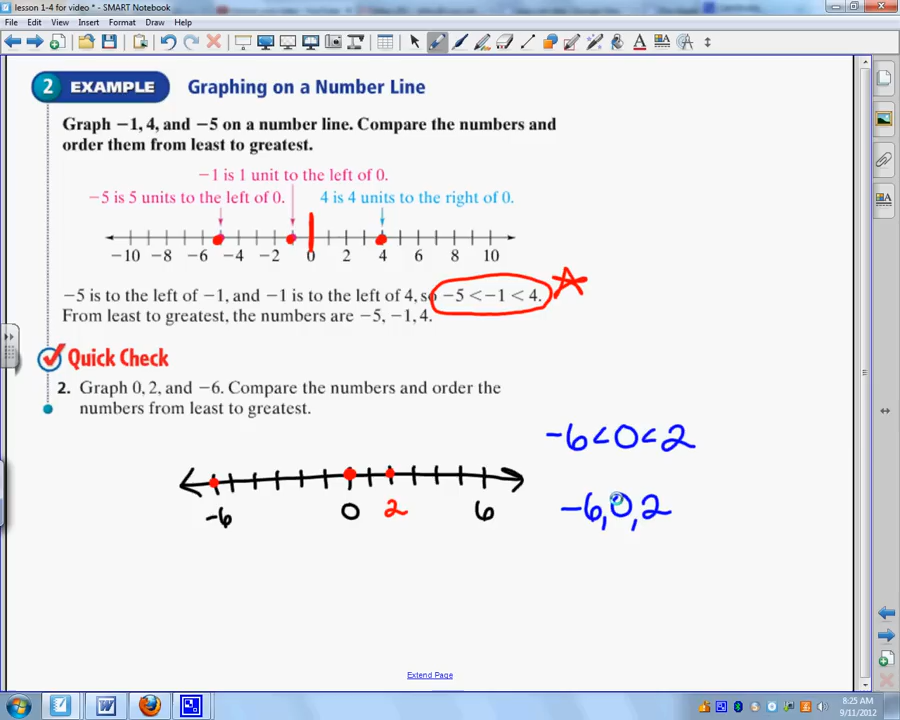 lesson 1-4 for video * - SMART Notebook
File Edit View Insert Format Draw Help
2 EXAMPLE Graphing on a Number Line
Graph −1, 4, and −5 on a number line. Compare the numbers and
order them from least to greatest.
−1 is 1 unit to the left of 0.
−5 is 5 units to the left of 0. 4 is 4 units to the right of 0.
−10 −8 −6 −4 −2 0 2 4 6 8 10
−5 is to the left of −1, and −1 is to the left of 4, so −5 < −1 < 4.
From least to greatest, the numbers are −5, −1, 4.
Quick Check
2. Graph 0, 2, and −6. Compare the numbers and order the
numbers from least to greatest.
-6<0<2
-6 0 2 6
-6,0,2
Extend Page
8:25 AM
9/11/2012